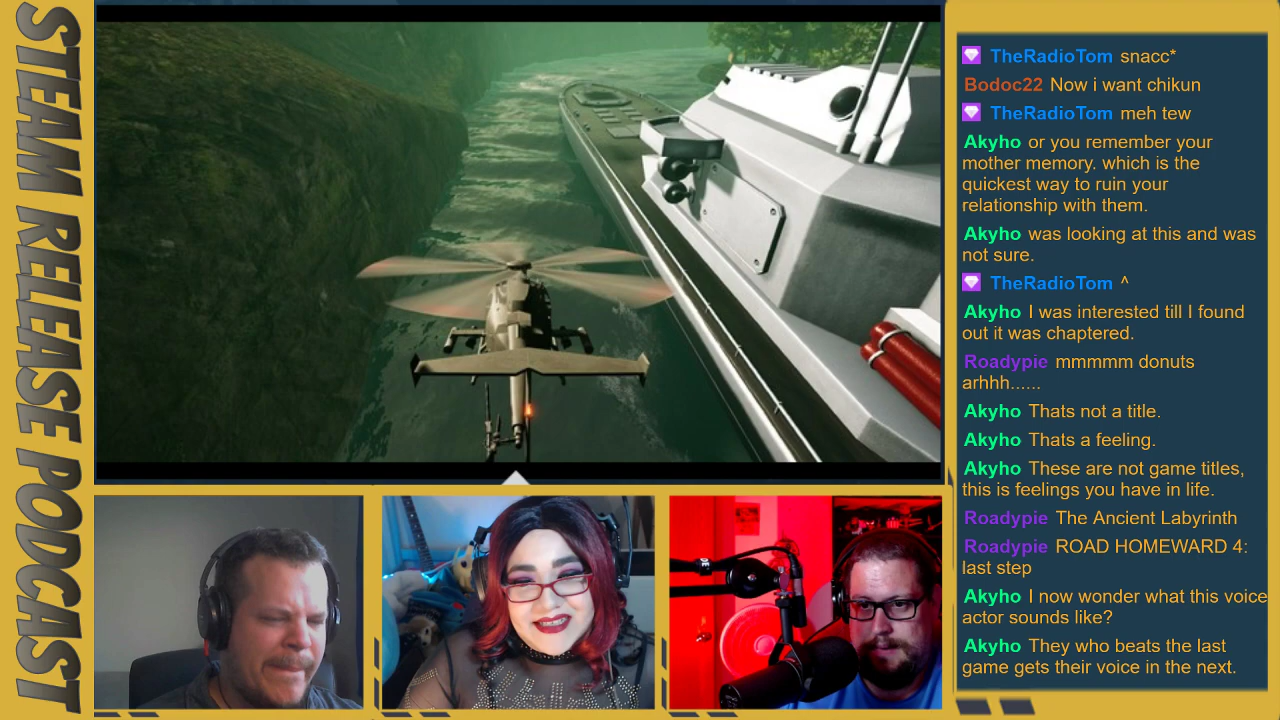 STEAM RELEASE PODCAST
TheRadioTom snacc*
Bodoc22 Now i want chikun
TheRadioTom meh tew
Akyho or you remember your
mother memory. which is the
quickest way to ruin your
relationship with them.
Akyho was looking at this and was
not sure.
TheRadioTom ^
Akyho I was interested till I found
out it was chaptered.
Roadypie mmmmm donuts
arhhh......
Akyho Thats not a title.
Akyho Thats a feeling.
Akyho These are not game titles,
this is feelings you have in life.
Roadypie The Ancient Labyrinth
Roadypie ROAD HOMEWARD 4:
last step
Akyho I now wonder what this voice
actor sounds like?
Akyho They who beats the last
game gets their voice in the next.